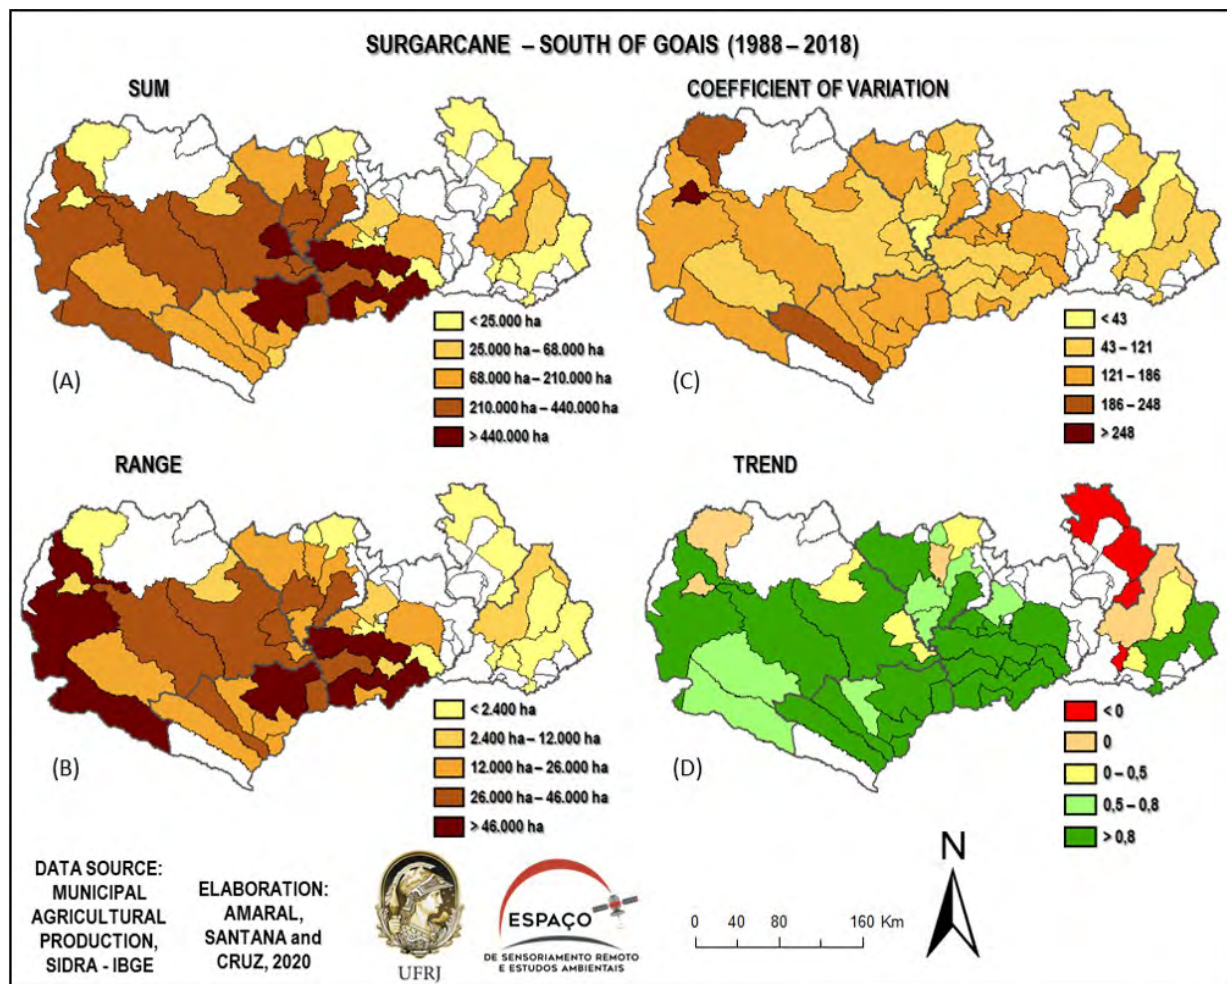 SURGARCANE – SOUTH OF GOAIS (1988 – 2018)
SUM
< 25.000 ha
25.000 ha – 68.000 ha
68.000 ha – 210.000 ha
210.000 ha – 440.000 ha
> 440.000 ha
(A)
COEFFICIENT OF VARIATION
< 43
43 – 121
121 – 186
186 – 248
> 248
(C)
RANGE
< 2.400 ha
2.400 ha – 12.000 ha
12.000 ha – 26.000 ha
26.000 ha – 46.000 ha
> 46.000 ha
(B)
TREND
< 0
0
0 – 0,5
0,5 – 0,8
> 0,8
(D)
DATA SOURCE:
MUNICIPAL
AGRICULTURAL
PRODUCTION,
SIDRA - IBGE
ELABORATION:
AMARAL,
SANTANA and
CRUZ, 2020
UFRJ
ESPAÇO
DE SENSORIAMENTO REMOTO
E ESTUDOS AMBIENTAIS
0 40 80 160 Km
N